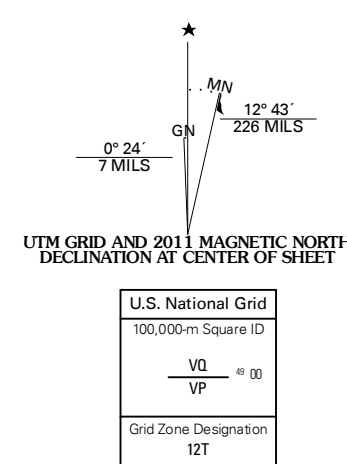 ★
MN
12° 43´
226 MILS
GN
0° 24´
7 MILS
UTM GRID AND 2011 MAGNETIC NORTH
DECLINATION AT CENTER OF SHEET
U.S. National Grid
100,000-m Square ID
VQ
49 00
VP
Grid Zone Designation
12T